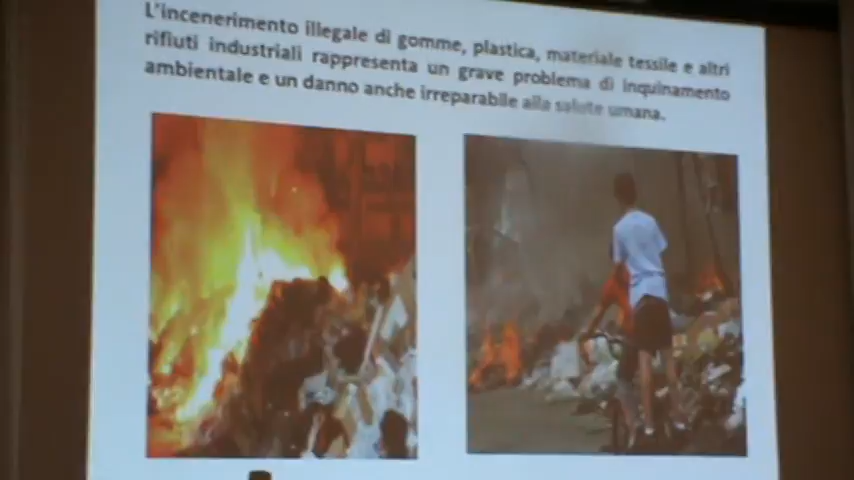 L'incenerimento illegale di gomme, plastica, materiale tessile e altri
rifiuti industriali rappresenta un grave problema di inquinamento
ambientale e un danno anche irreparabile alla salute umana.